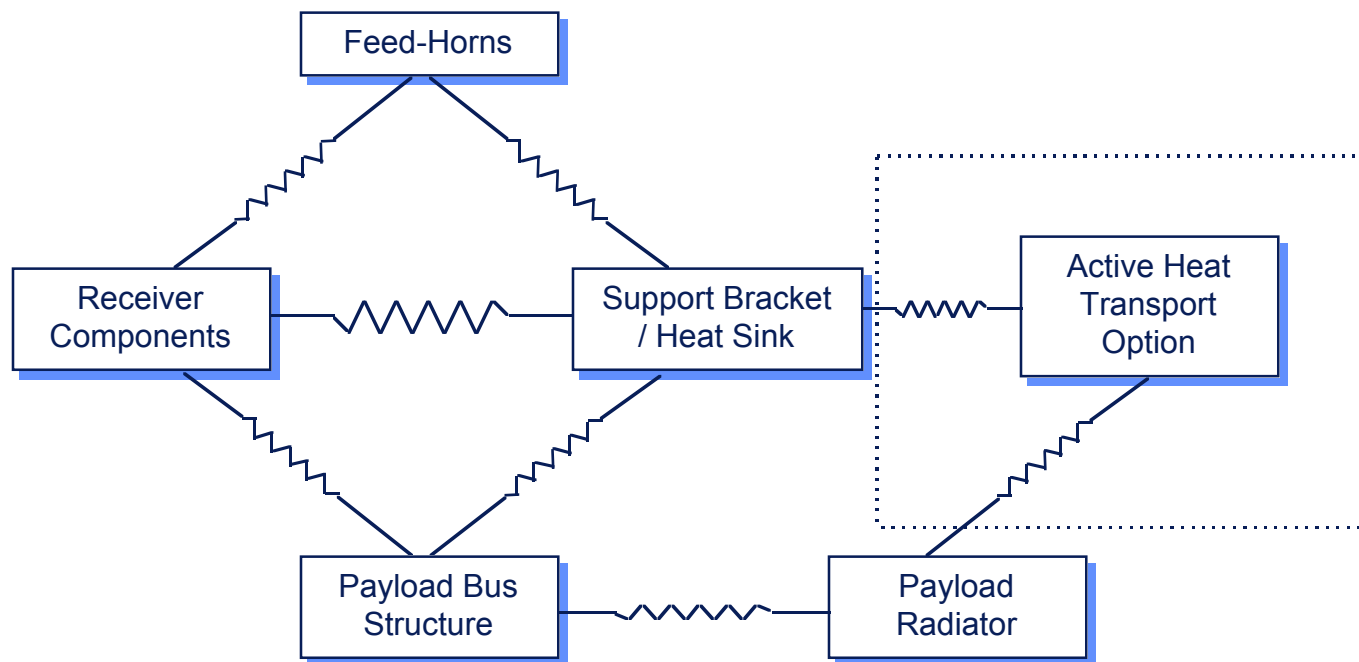 Feed-Horns
Receiver
Components
Support Bracket
/ Heat Sink
Active Heat
Transport
Option
Payload Bus
Structure
Payload
Radiator